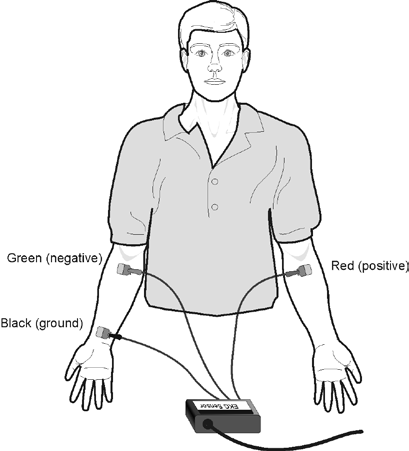 Green (negative)
Red (positive)
Black (ground)
EKG Sensor